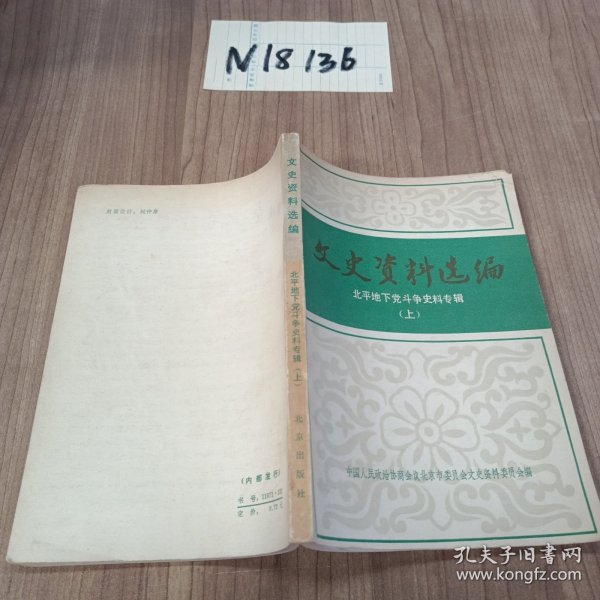 N18136
文史资料选编
北平地下党斗争史料专辑
(上)
中国人民政治协商会议北京市委员会文史资料委员会编
文史资料选编
北平地下党斗争史料专辑(上)
北京出版社
(内部发行)
书号:
定价:
孔夫子旧书网
www.kongfz.com